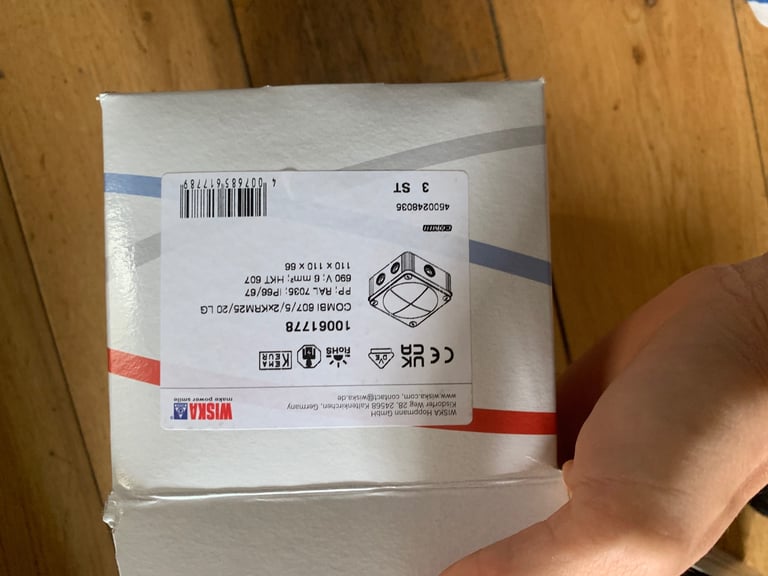 WISKA
make power smile
WISKA Hoppmann GmbH
Kisdorfer Weg 28, 24568 Kaltenkirchen, Germany
www.wiska.com, contact@wiska.de
CE UK CA D'E RoHS KEMA KEUR
10061778
COMBI 607/5/2xKRM25/20 LG
PP; RAL 7035; IP66/67
690 V; 6 mm²; HKT 607
110 x 110 x 66
COMBI
4500248035
3 ST
4 007685 617789